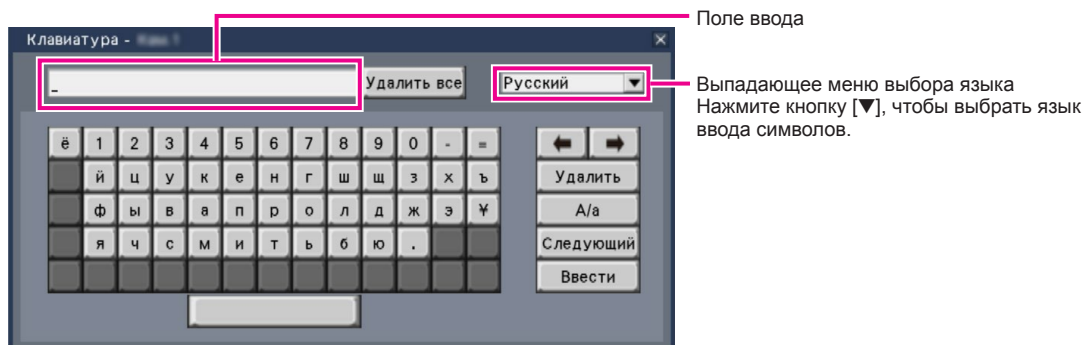 Поле ввода
Клавиатура -
_ Удалить все Русский ▼
Выпадающее меню выбора языка
Нажмите кнопку [▼], чтобы выбрать язык
ввода символов.
ё 1 2 3 4 5 6 7 8 9 0 - = ← →
й ц у к е н г ш щ з х ъ Удалить
ф ы в а п р о л д ж э ¥ A/a
я ч с м и т ь б ю . Следующий
Ввести